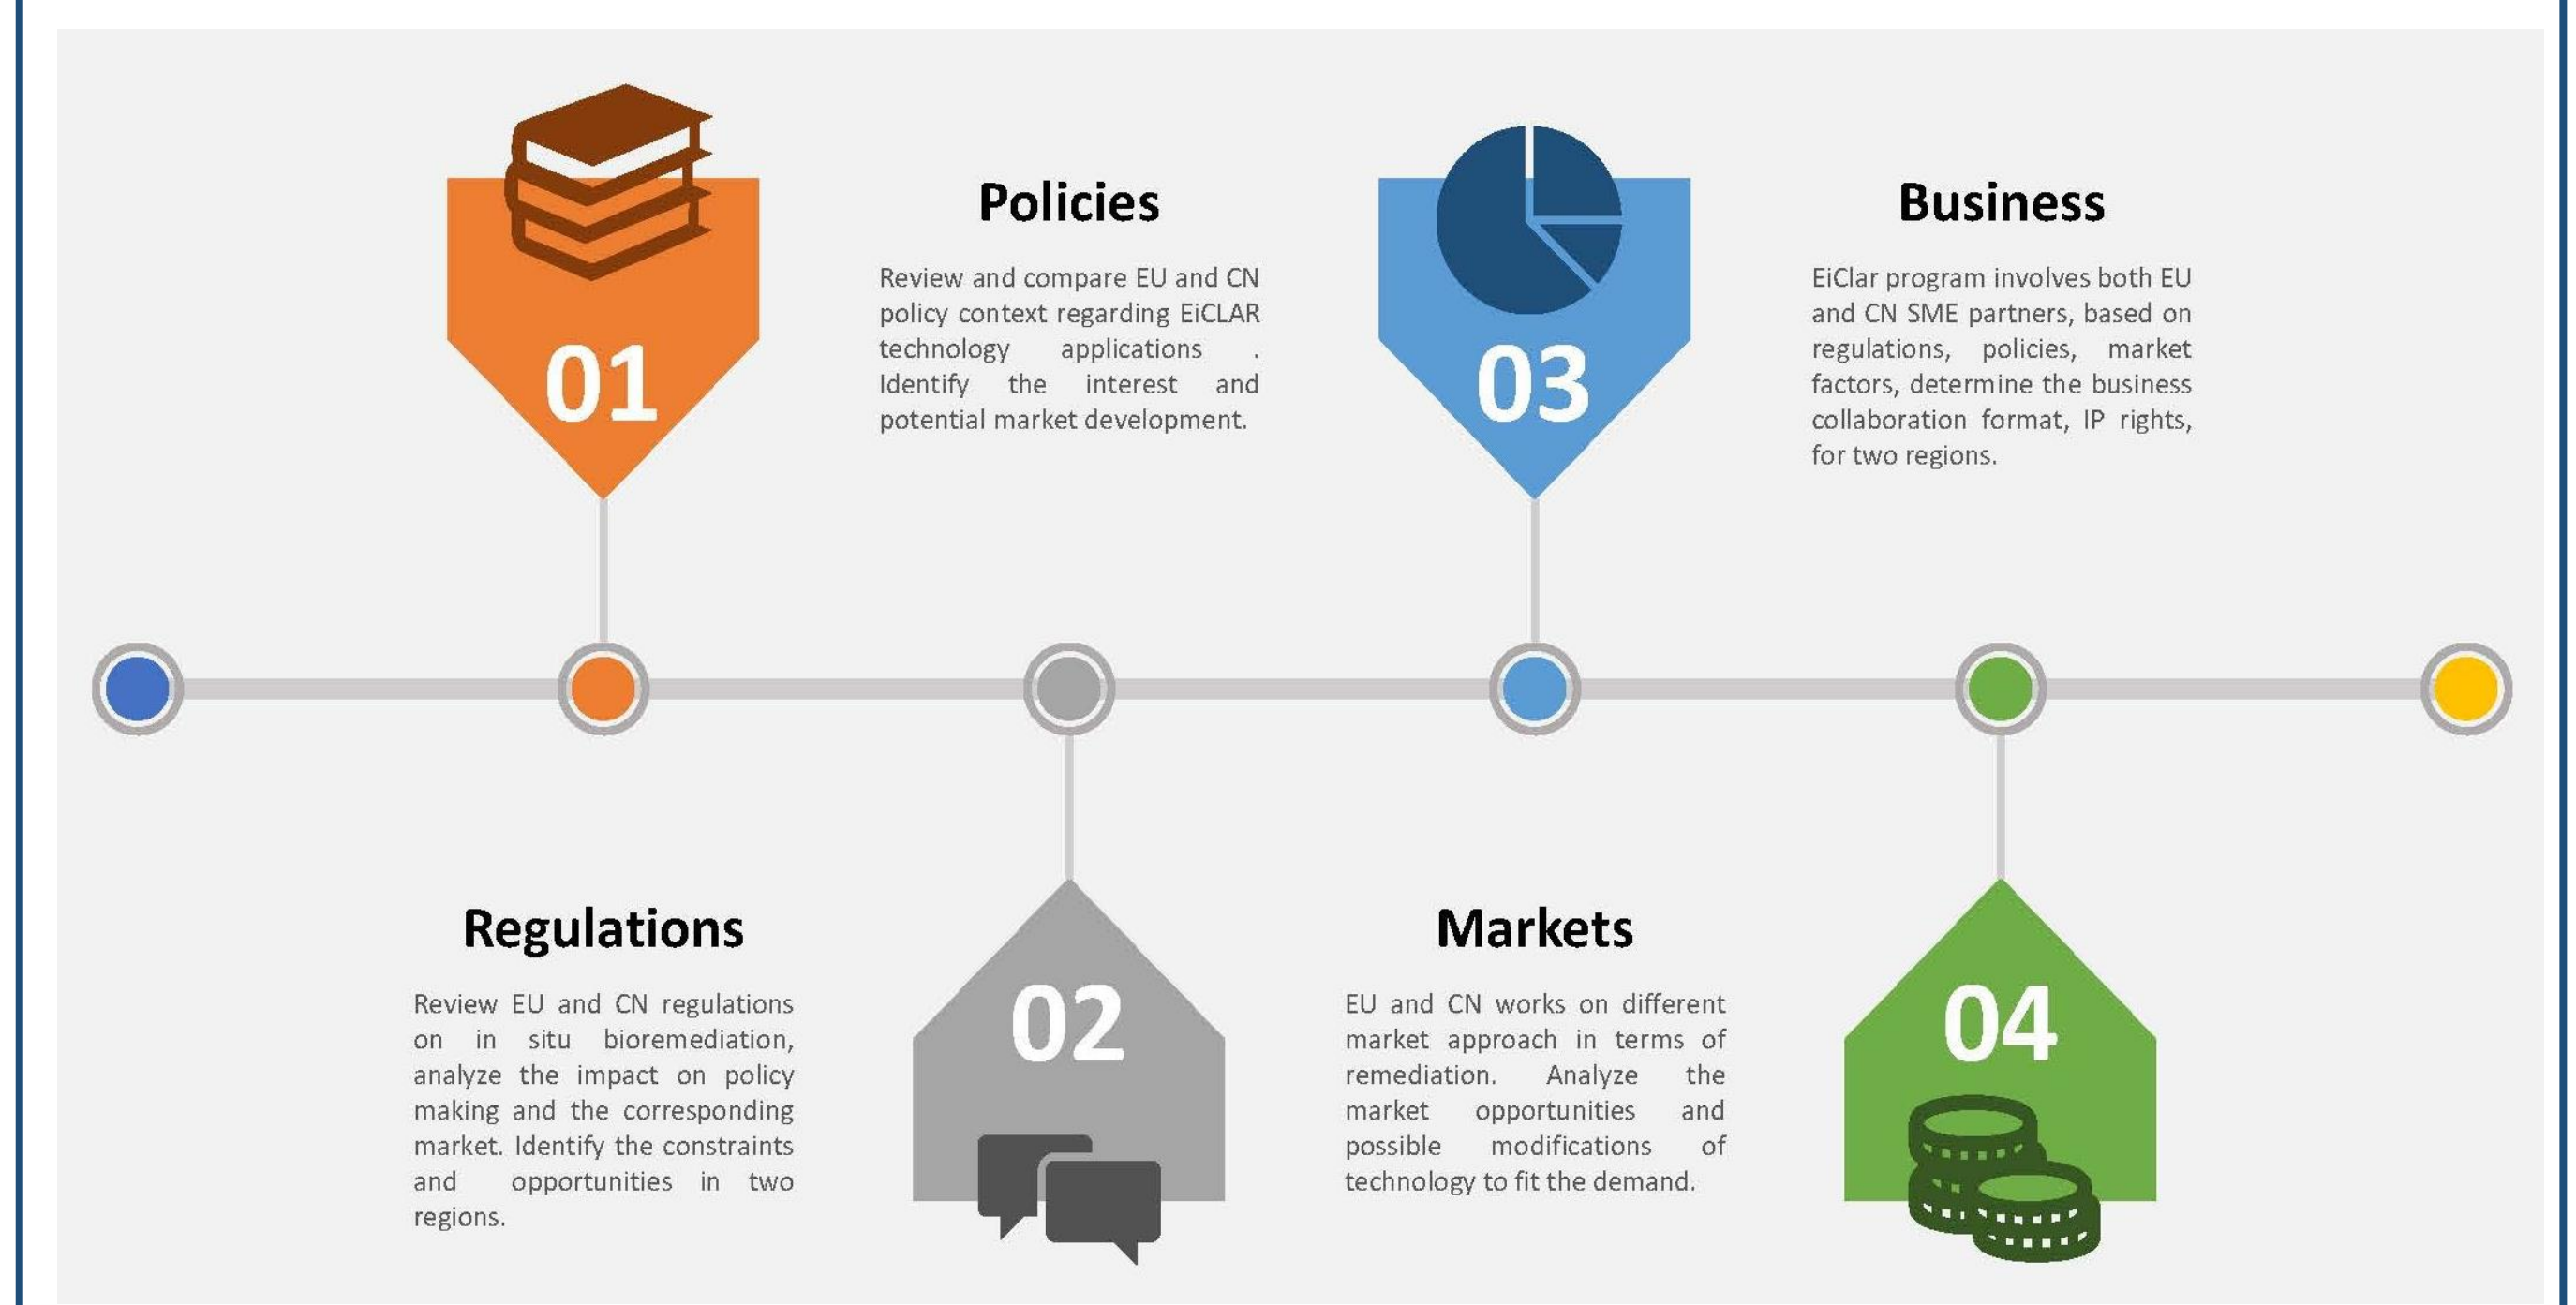 01
Regulations
Review EU and CN regulations
on in situ bioremediation,
analyze the impact on policy
making and the corresponding
market. Identify the constraints
and opportunities in two
regions.
Policies
Review and compare EU and CN
policy context regarding EiCLAR
technology applications .
Identify the interest and
potential market development.
02
03
Markets
EU and CN works on different
market approach in terms of
remediation. Analyze the
market opportunities and
possible modifications of
technology to fit the demand.
Business
EiClar program involves both EU
and CN SME partners, based on
regulations, policies, market
factors, determine the business
collaboration format, IP rights,
for two regions.
04